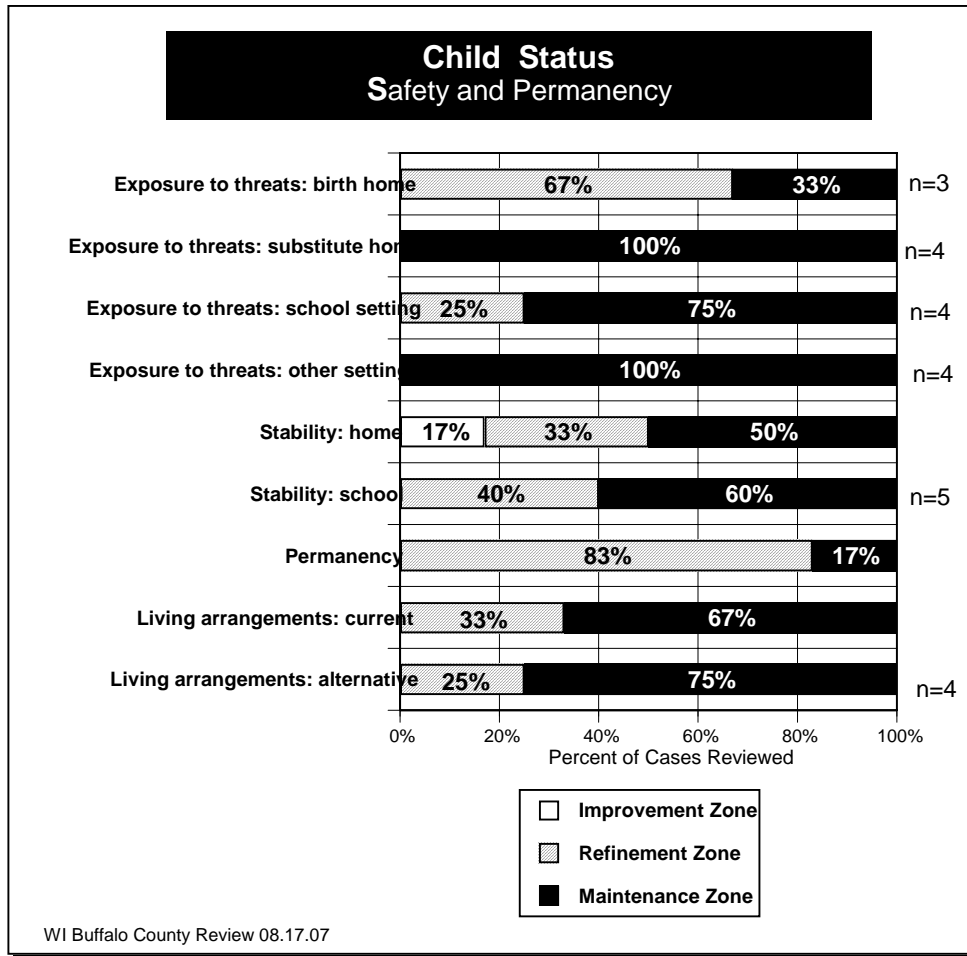 Child Status
Safety and Permanency
Exposure to threats: birth home 67% 33% n=3
Exposure to threats: substitute hom 100% n=4
Exposure to threats: school setting 25% 75% n=4
Exposure to threats: other setting 100% n=4
Stability: home 17% 33% 50%
Stability: school 40% 60% n=5
Permanency 83% 17%
Living arrangements: current 33% 67%
Living arrangements: alternative 25% 75% n=4
0% 20% 40% 60% 80% 100%
Percent of Cases Reviewed
Improvement Zone
Refinement Zone
Maintenance Zone
WI Buffalo County Review 08.17.07